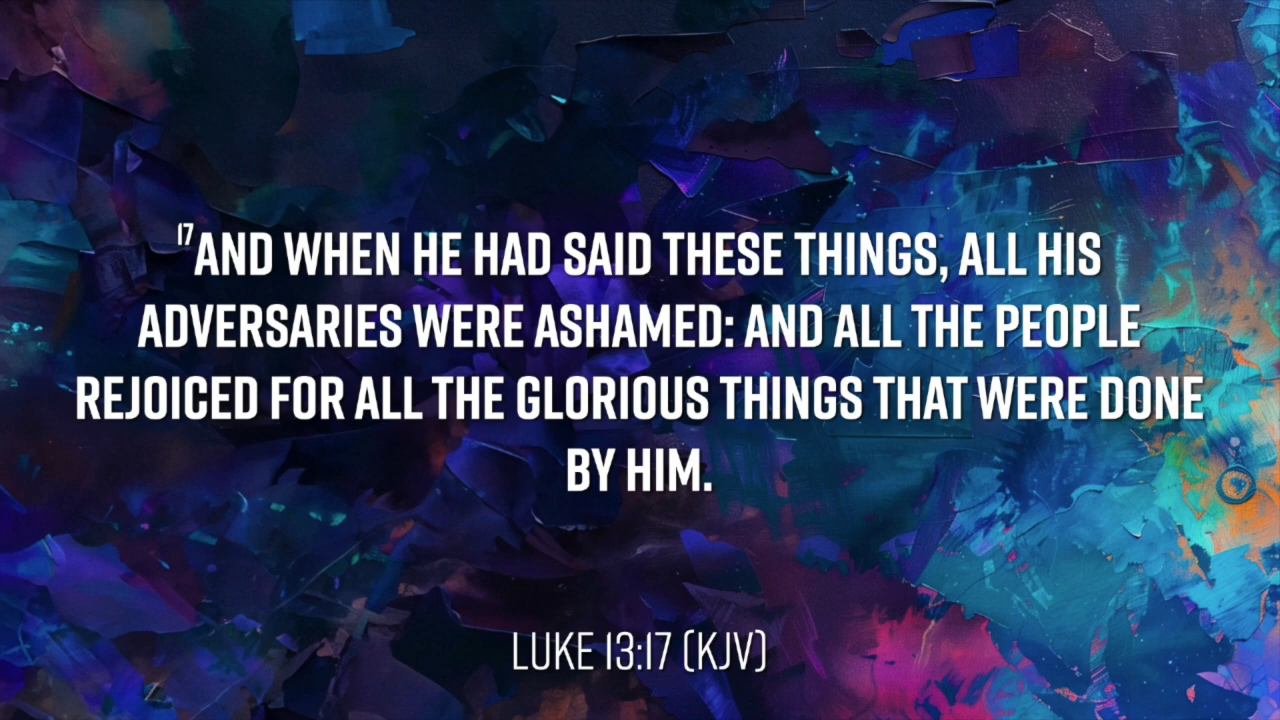 17AND WHEN HE HAD SAID THESE THINGS, ALL HIS
ADVERSARIES WERE ASHAMED: AND ALL THE PEOPLE
REJOICED FOR ALL THE GLORIOUS THINGS THAT WERE DONE
BY HIM.
LUKE 13:17 (KJV)